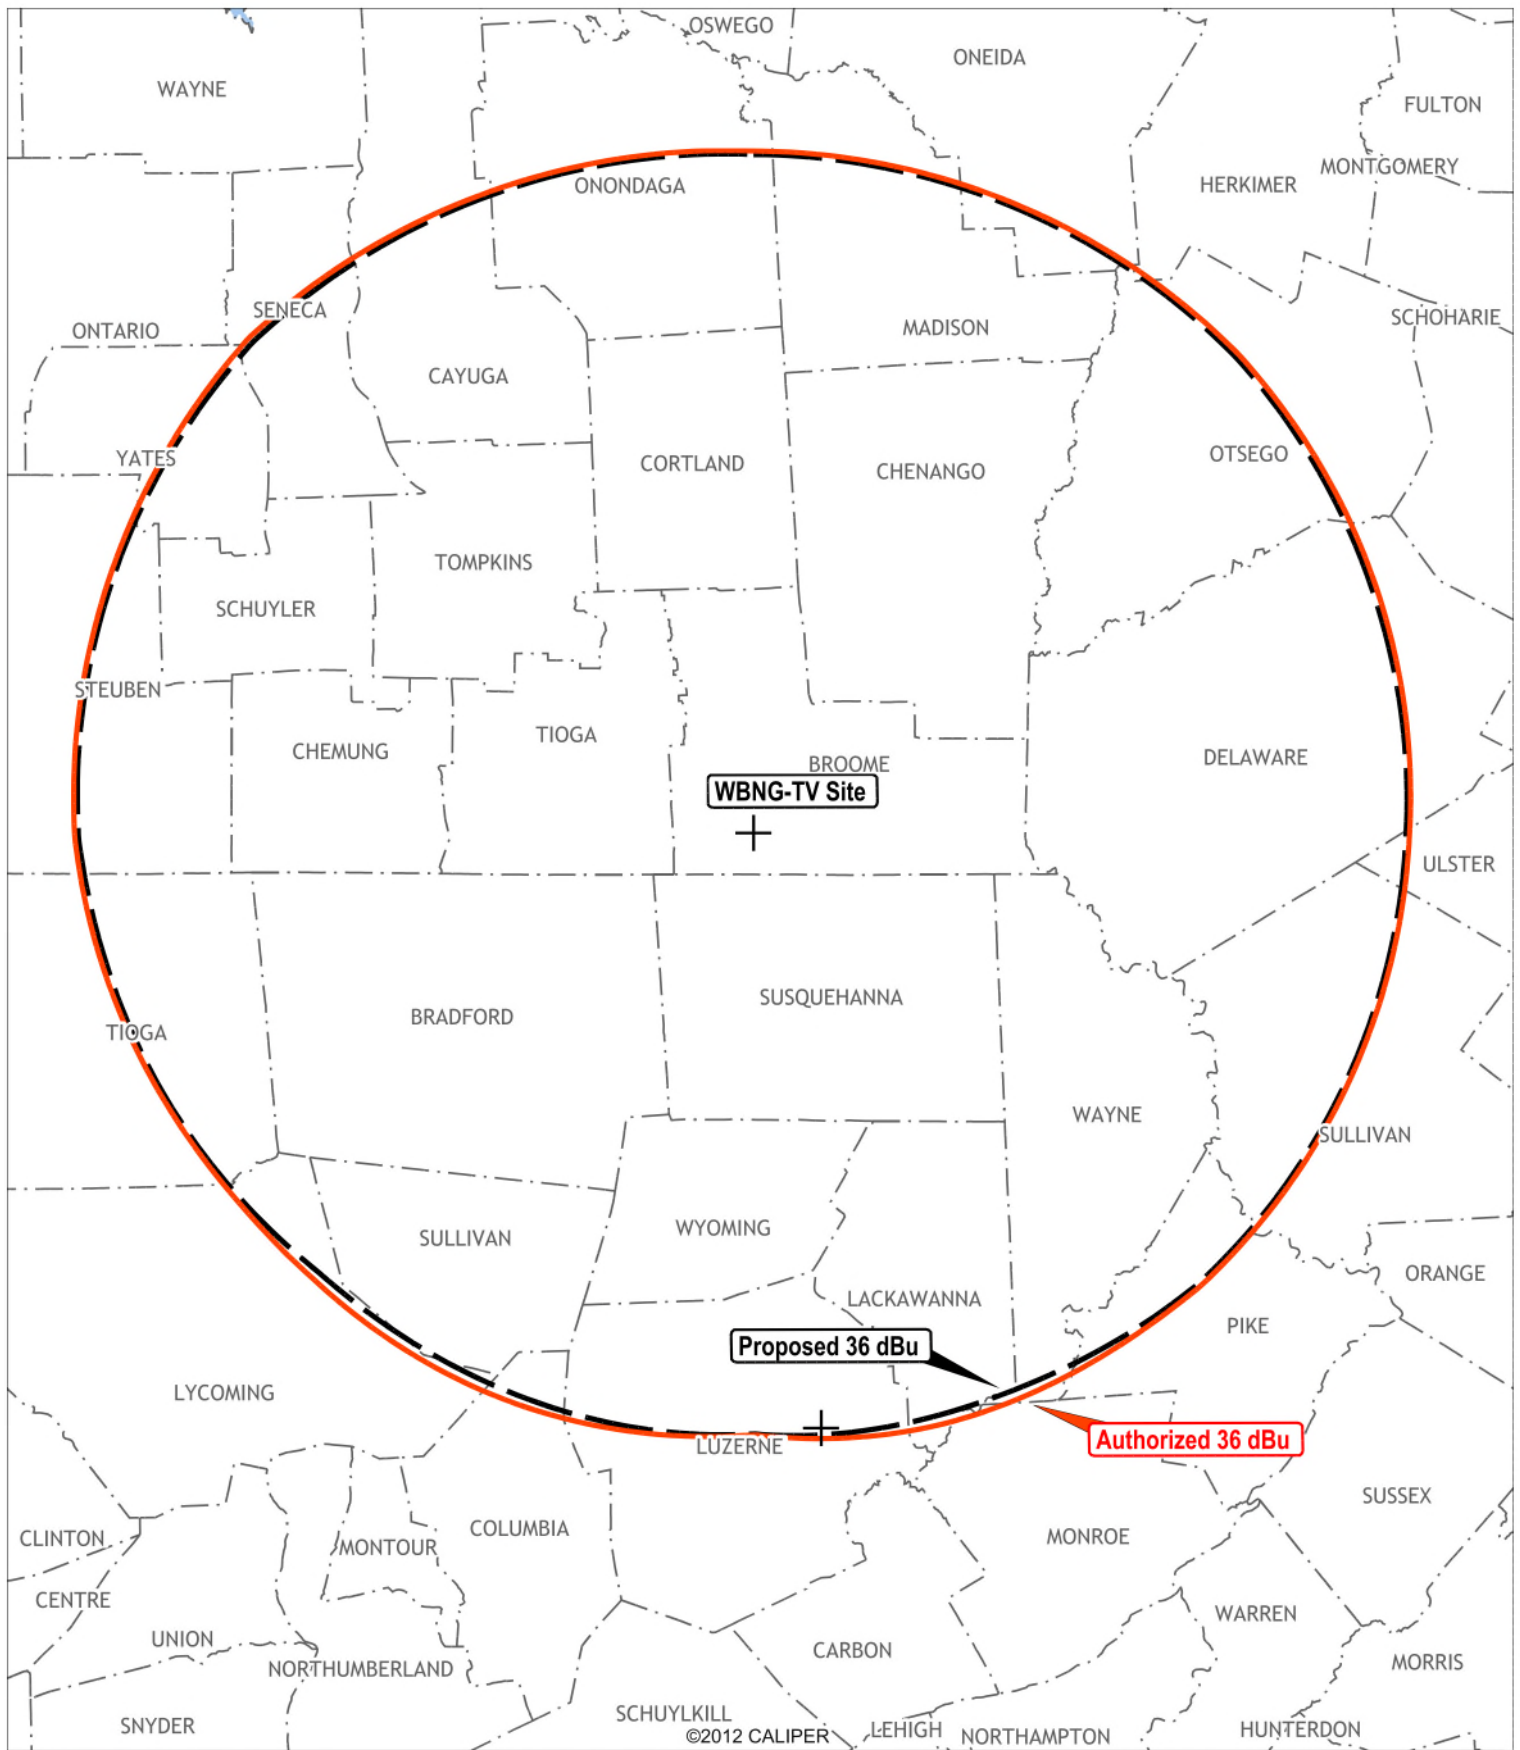 OSWEGO
ONEIDA
WAYNE
FULTON
MONTGOMERY
ONONDAGA
HERKIMER
SENECA
SCHOHARIE
ONTARIO
MADISON
CAYUGA
OTSEGO
YATES
CORTLAND
CHENANGO
TOMPKINS
SCHUYLER
STEUBEN
TIOGA
CHEMUNG
DELAWARE
BROOME
WBNG-TV Site
ULSTER
SUSQUEHANNA
BRADFORD
TIOGA
WAYNE
SULLIVAN
WYOMING
SULLIVAN
ORANGE
LACKAWANNA
PIKE
Proposed 36 dBu
LYCOMING
Authorized 36 dBu
LUZERNE
SUSSEX
COLUMBIA
MONROE
CLINTON
MONTOUR
CENTRE
WARREN
UNION
CARBON
MORRIS
NORTHUMBERLAND
SCHUYLKILL
SNYDER
LEHIGH
HUNTERDON
NORTHAMPTON
©2012 CALIPER